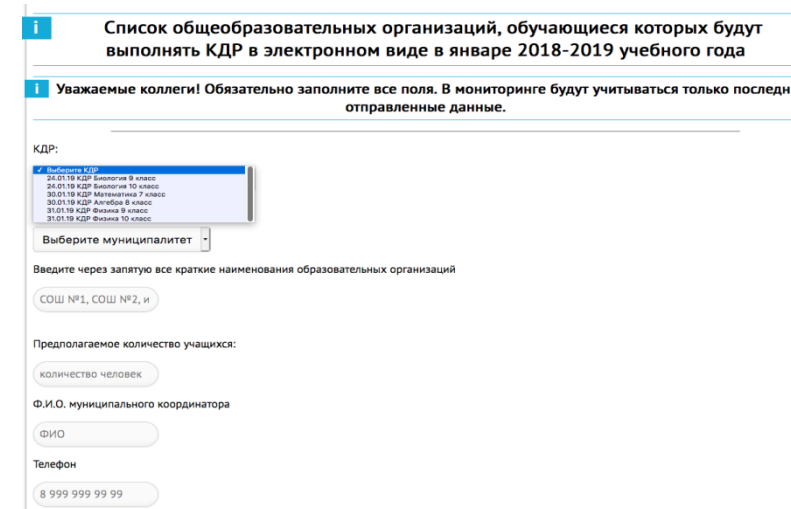 i Список общеобразовательных организаций, обучающиеся которых будут
выполнять КДР в электронном виде в январе 2018-2019 учебного года
i Уважаемые коллеги! Обязательно заполните все поля. В мониторинге будут учитываться только последн
отправленные данные.
КДР:
✓ Выберите КДР
24.01.19 КДР Биология 9 класс
24.01.19 КДР Биология 10 класс
30.01.19 КДР Математика 7 класс
30.01.19 КДР Алгебра 8 класс
31.01.19 КДР Физика 9 класс
31.01.19 КДР Физика 10 класс
Выберите муниципалитет
Введите через запятую все краткие наименования образовательных организаций
СОШ №1, СОШ №2, и
Предполагаемое количество учащихся:
количество человек
Ф.И.О. муниципального координатора
ФИО
Телефон
8 999 999 99 99